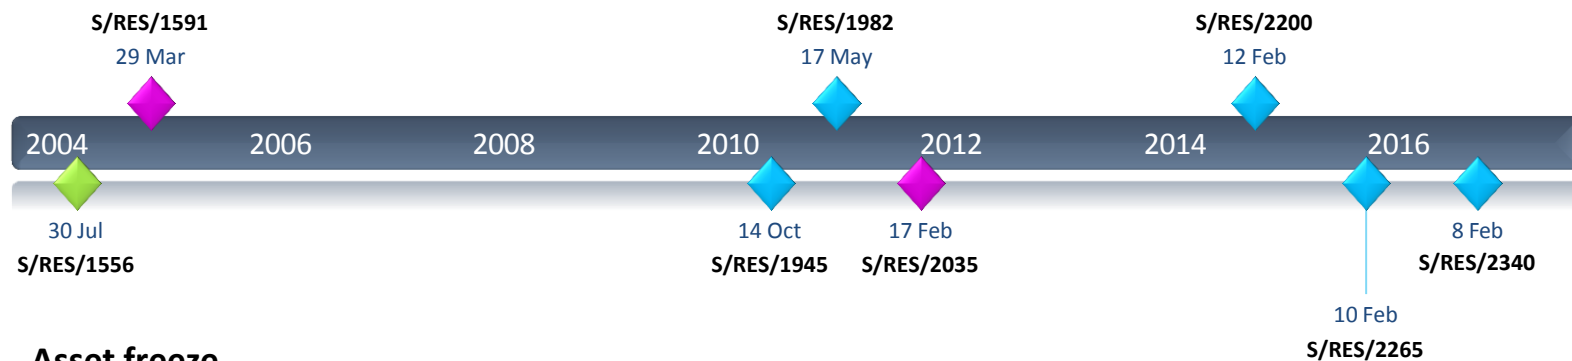 S/RES/1591
29 Mar
S/RES/1982
17 May
S/RES/2200
12 Feb
2004 2006 2008 2010 2012 2014 2016
30 Jul
S/RES/1556
14 Oct
S/RES/1945
17 Feb
S/RES/2035
8 Feb
S/RES/2340
10 Feb
S/RES/2265
Asset freeze